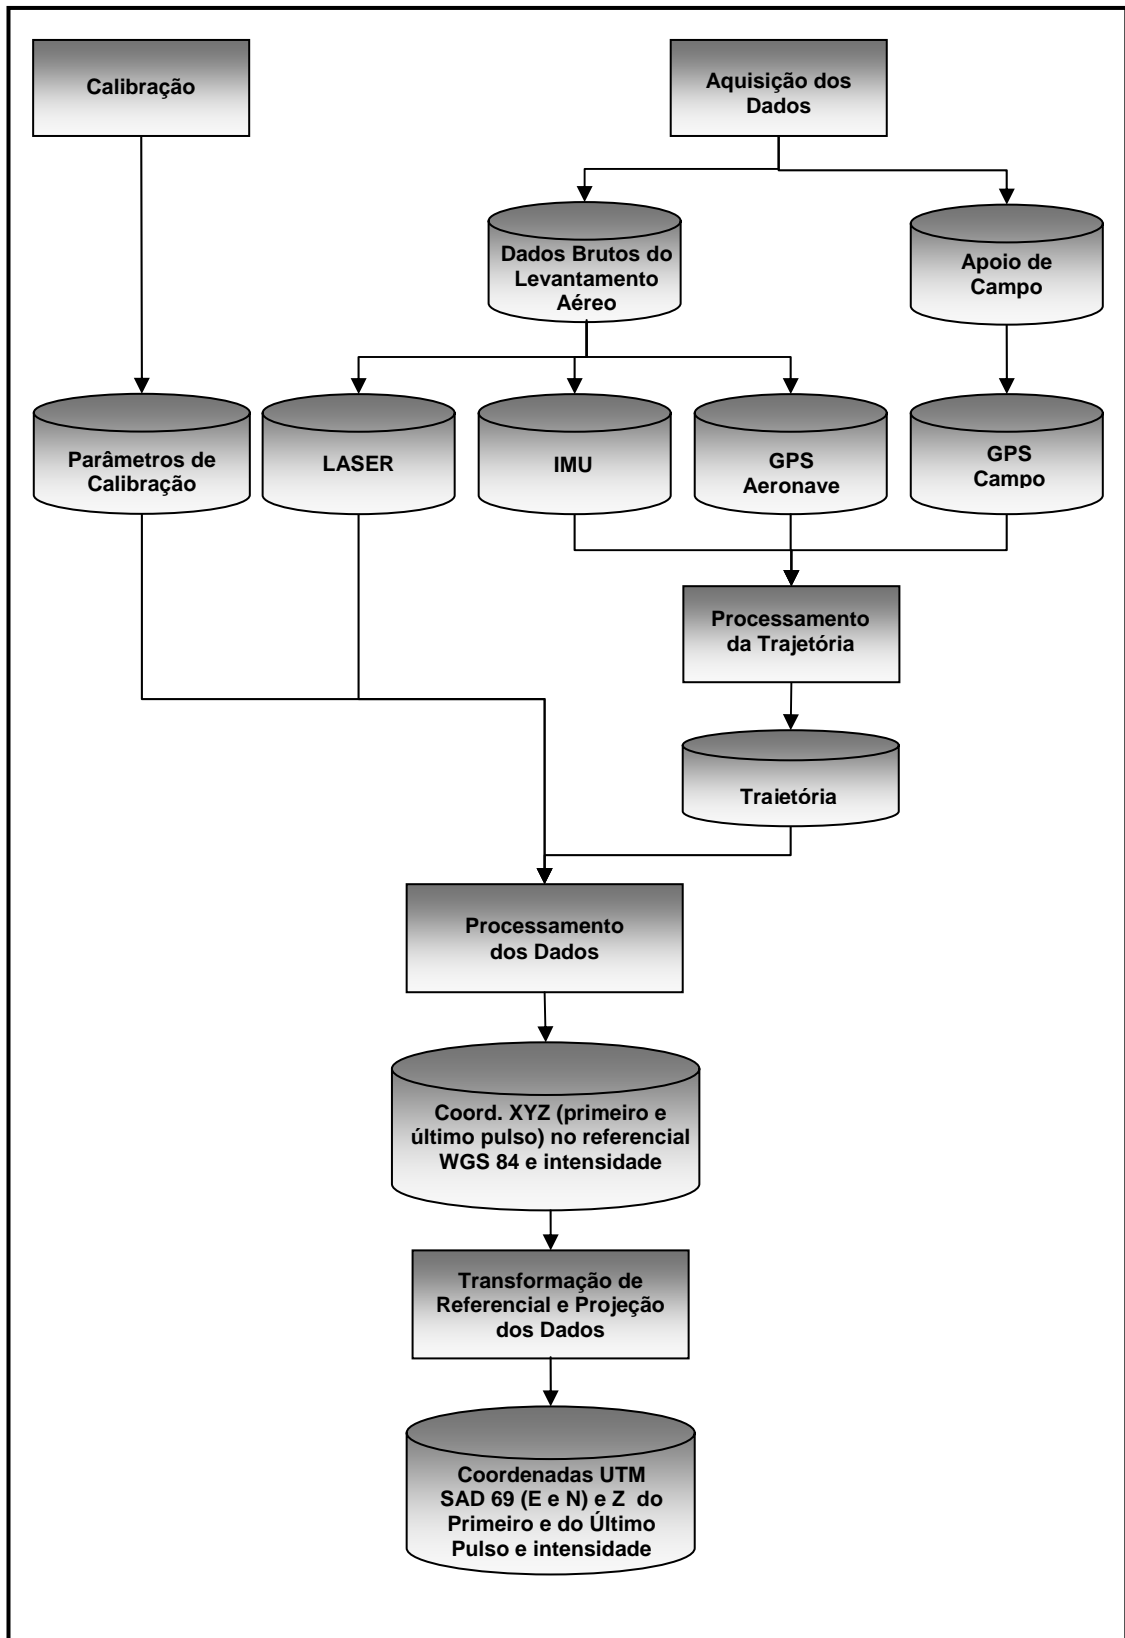 Calibração
Aquisição dos
Dados
Dados Brutos do
Levantamento
Aéreo
Apoio de
Campo
Parâmetros de
Calibração
LASER
IMU
GPS
Aeronave
GPS
Campo
Processamento
da Trajetória
Trajetória
Processamento
dos Dados
Coord. XYZ (primeiro e
último pulso) no referencial
WGS 84 e intensidade
Transformação de
Referencial e Projeção
dos Dados
Coordenadas UTM
SAD 69 (E e N) e Z do
Primeiro e do Último
Pulso e intensidade